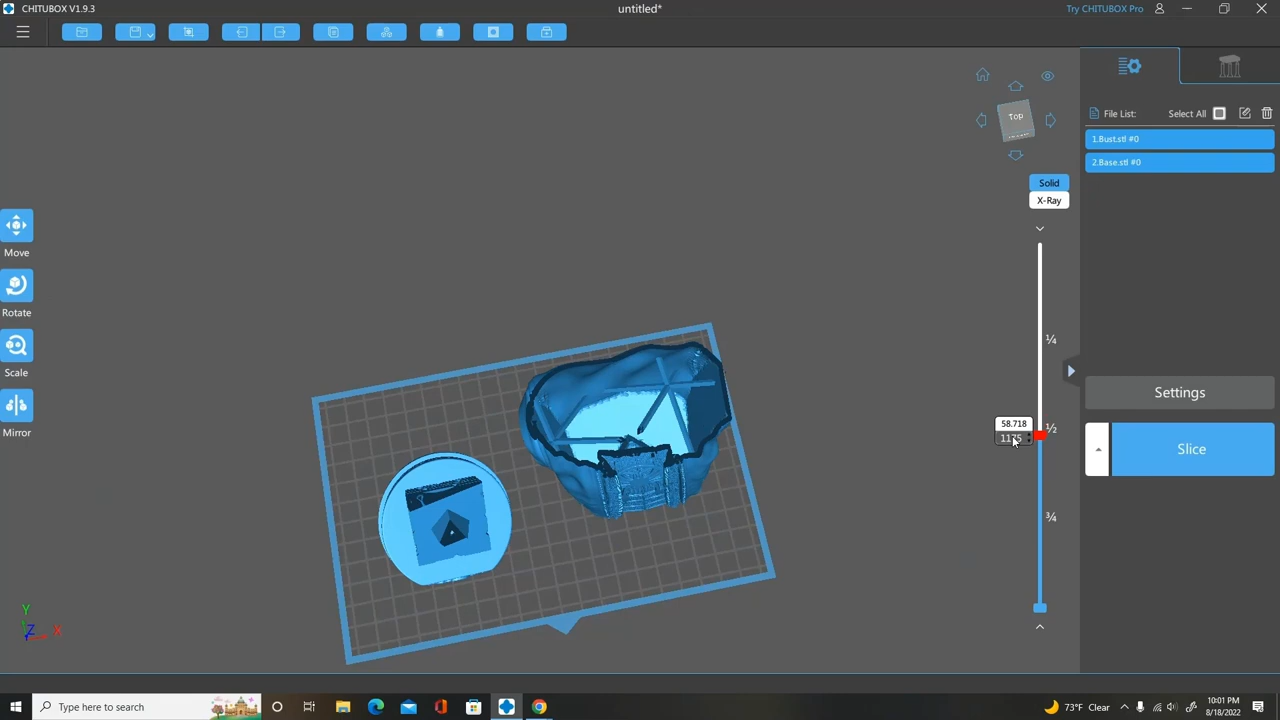 CHITUBOX V1.9.3
untitled*
Try CHITUBOX Pro
Top
File List:
Select All
1.Bust.stl #0
2.Base.stl #0
Solid
X-Ray
Move
Rotate
Scale
Mirror
¼
½
¾
58.718
Settings
Slice
Y
Z
X
Type here to search
73°F Clear
10:01 PM
8/18/2022